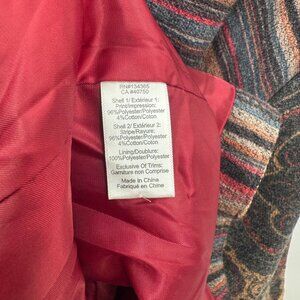 RN#134365
CA #40750
Shell 1/ Extérieur 1:
Print/Impression:
96%Polyester/Polyester
4%Cotton/Coton
Shell 2/ Extérieur 2:
Stripe/Rayure:
96%Polyester/Polyester
4%Cotton/Coton
Lining/Doublure:
100%Polyester/Polyester
Exclusive Of Trims:
Garniture non Comprise
Made In China
Fabriqué en China